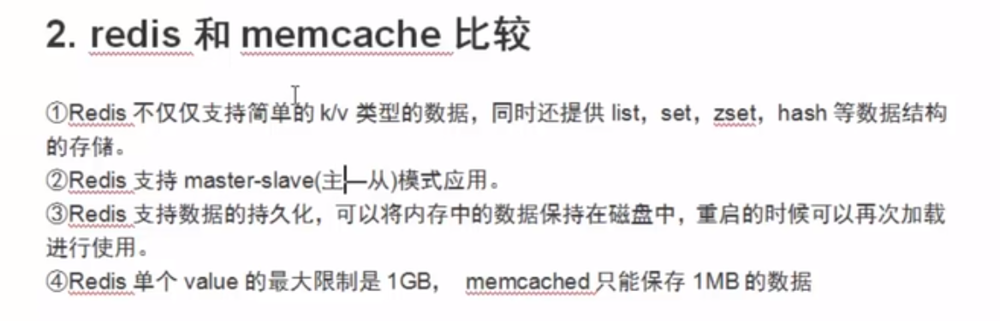 2. redis 和 memcache 比较
①Redis 不仅仅支持简单的 k/v 类型的数据，同时还提供 list，set，zset，hash 等数据结构
的存储。
②Redis 支持 master-slave(主—从)模式应用。
③Redis 支持数据的持久化，可以将内存中的数据保持在磁盘中，重启的时候可以再次加载
进行使用。
④Redis 单个 value 的最大限制是 1GB， memcached 只能保存 1MB 的数据